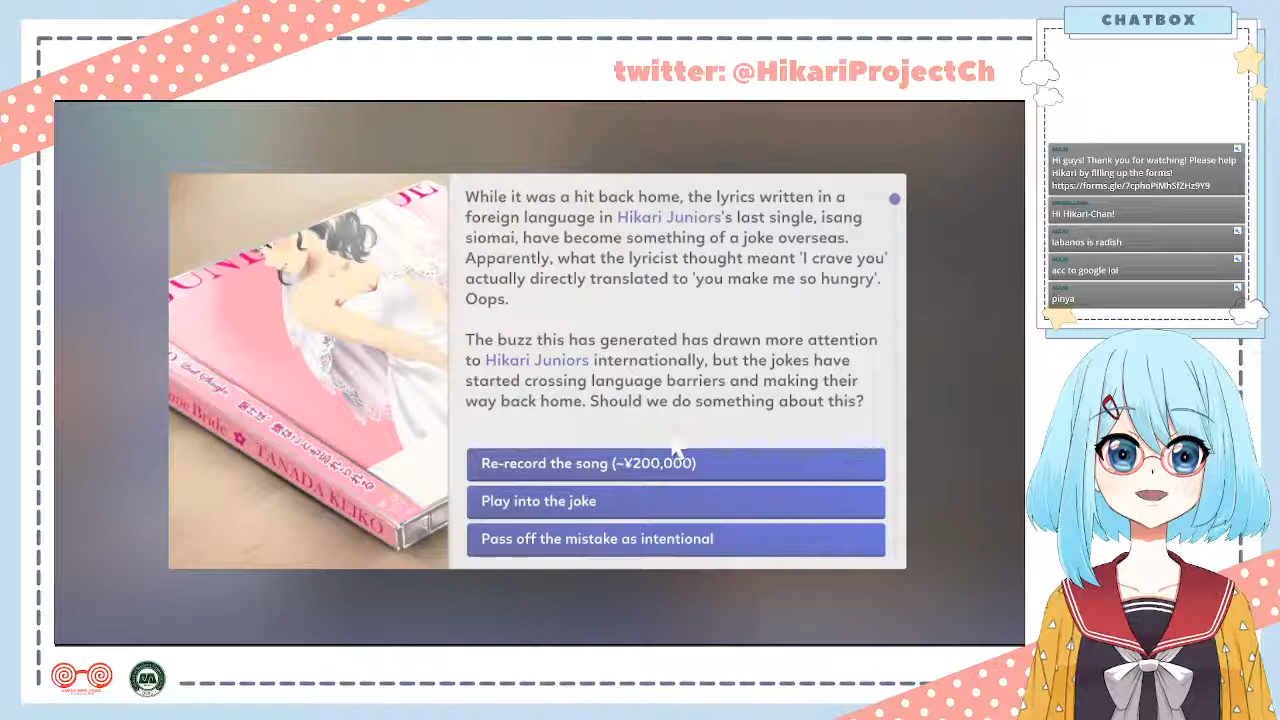 CHATBOX
twitter: @HikariProjectCh
Hi guys! Thank you for watching! Please help
Hikari by filling up the forms!
Hi Hikari-Chan!
labanos is radish
acc to google lol
pinya
While it was a hit back home, the lyrics written in a
foreign language in Hikari Juniors's last single, isang
siomai, have become something of a joke overseas.
Apparently, what the lyricist thought meant 'I crave you'
actually directly translated to 'you make me so hungry'.
Oops.
The buzz this has generated has drawn more attention
to Hikari Juniors internationally, but the jokes have
started crossing language barriers and making their
way back home. Should we do something about this?
Re-record the song (~¥200,000)
Play into the joke
Pass off the mistake as intentional
JUNE
2nd Single
June Bride ✿ TANADA KEIKO